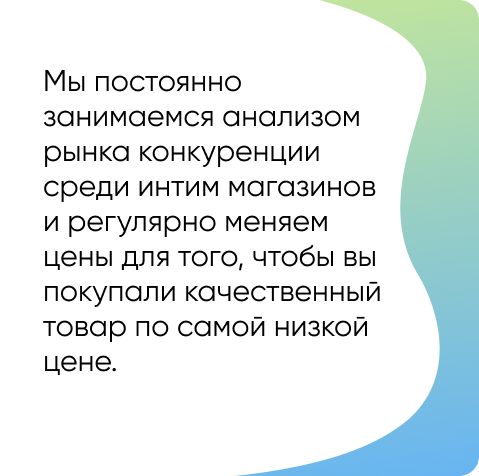 Мы постоянно
занимаемся анализом
рынка конкуренции
среди интим магазинов
и регулярно меняем
цены для того, чтобы вы
покупали качественный
товар по самой низкой
цене.